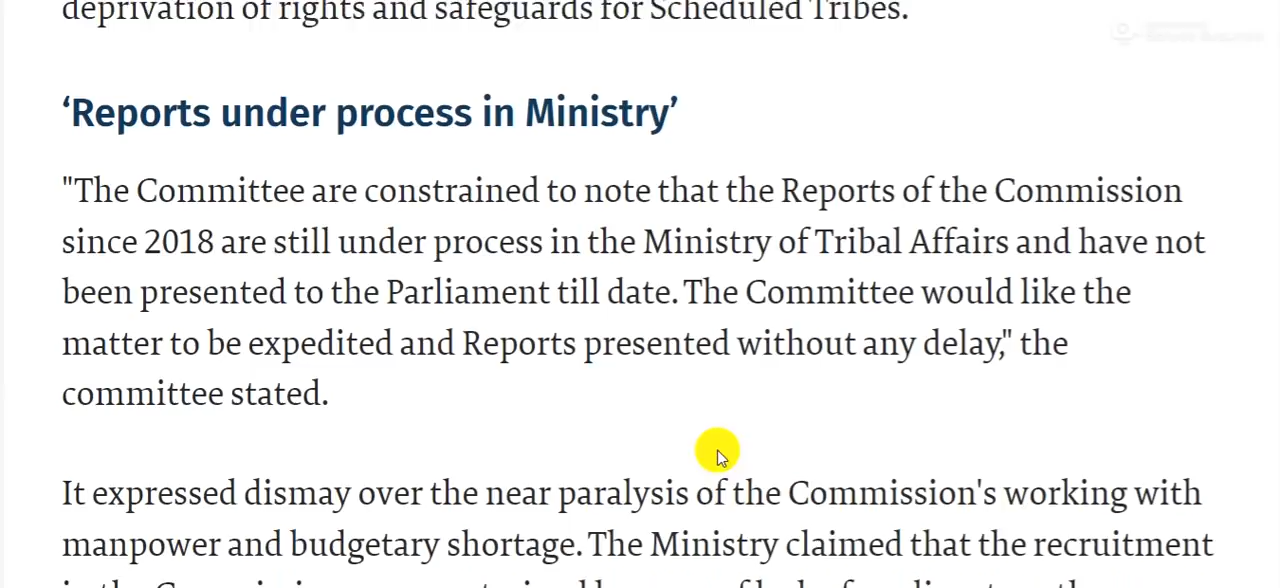 deprivation of rights and safeguards for Scheduled Tribes.
‘Reports under process in Ministry’
"The Committee are constrained to note that the Reports of the Commission
since 2018 are still under process in the Ministry of Tribal Affairs and have not
been presented to the Parliament till date. The Committee would like the
matter to be expedited and Reports presented without any delay," the
committee stated.
It expressed dismay over the near paralysis of the Commission's working with
manpower and budgetary shortage. The Ministry claimed that the recruitment